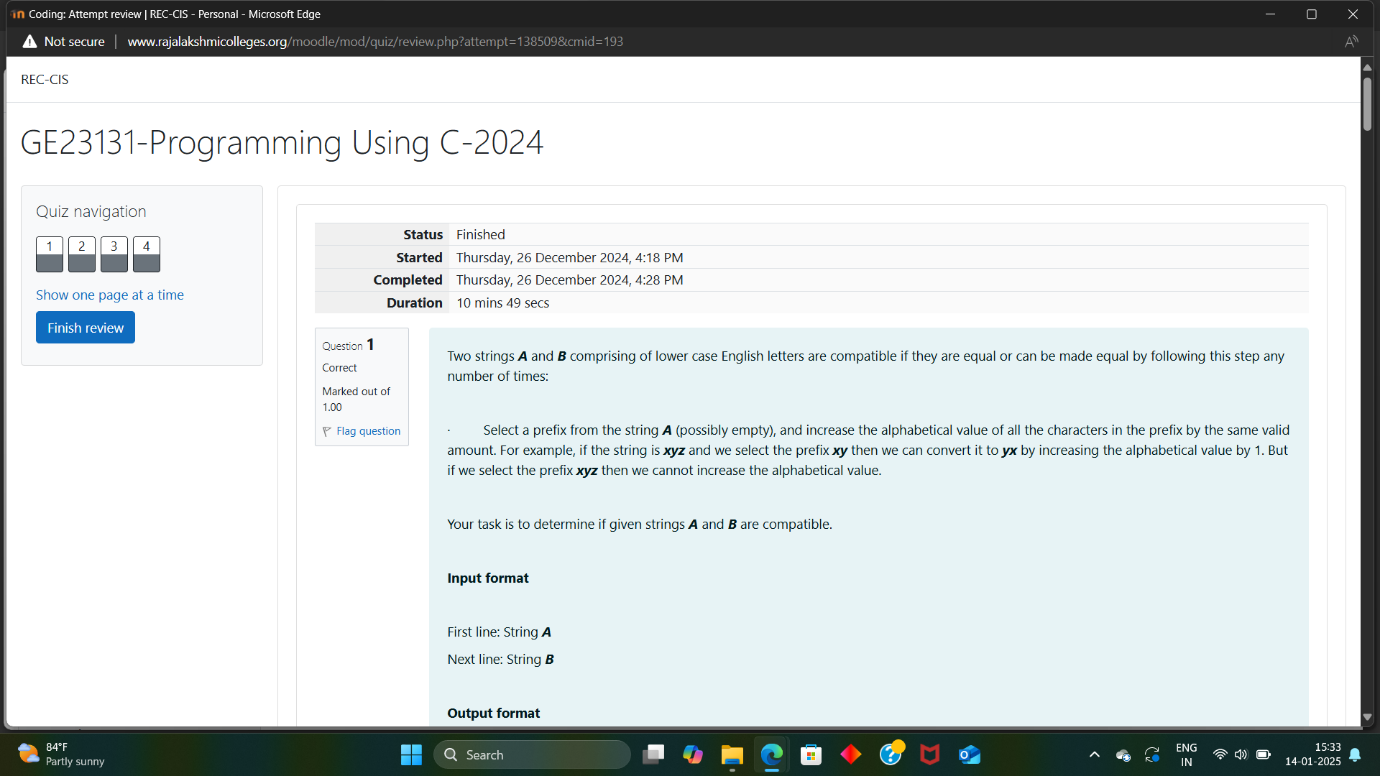 Coding: Attempt review | REC-CIS - Personal - Microsoft Edge
Not secure | www.rajalakshmicolleges.org/moodle/mod/quiz/review.php?attempt=138509&cmid=193
REC-CIS
GE23131-Programming Using C-2024
Quiz navigation
1 2 3 4
Show one page at a time
Finish review
Status Finished
Started Thursday, 26 December 2024, 4:18 PM
Completed Thursday, 26 December 2024, 4:28 PM
Duration 10 mins 49 secs
Question 1
Correct
Marked out of
1.00
Flag question
Two strings A and B comprising of lower case English letters are compatible if they are equal or can be made equal by following this step any
number of times:
· Select a prefix from the string A (possibly empty), and increase the alphabetical value of all the characters in the prefix by the same valid
amount. For example, if the string is xyz and we select the prefix xy then we can convert it to yx by increasing the alphabetical value by 1. But
if we select the prefix xyz then we cannot increase the alphabetical value.
Your task is to determine if given strings A and B are compatible.
Input format
First line: String A
Next line: String B
Output format
84°F
Partly sunny
Search
ENG
IN
15:33
14-01-2025